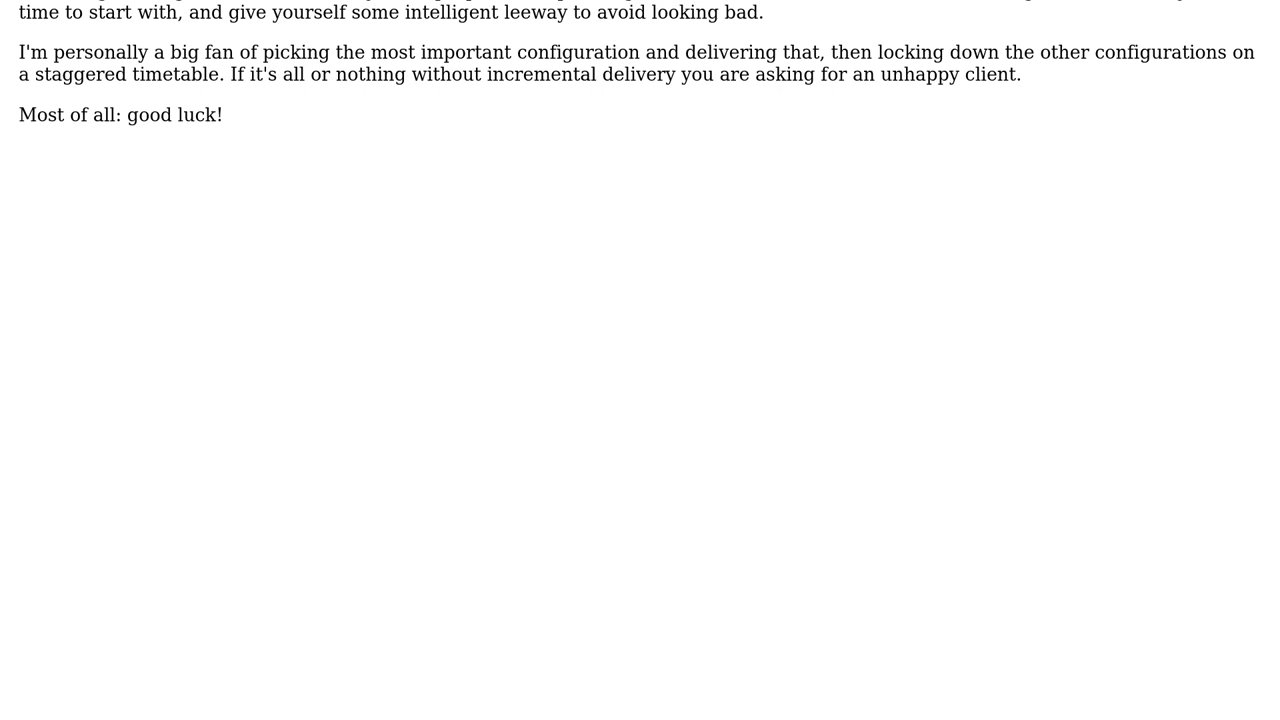 time to start with, and give yourself some intelligent leeway to avoid looking bad.
I'm personally a big fan of picking the most important configuration and delivering that, then locking down the other configurations on
a staggered timetable. If it's all or nothing without incremental delivery you are asking for an unhappy client.
Most of all: good luck!